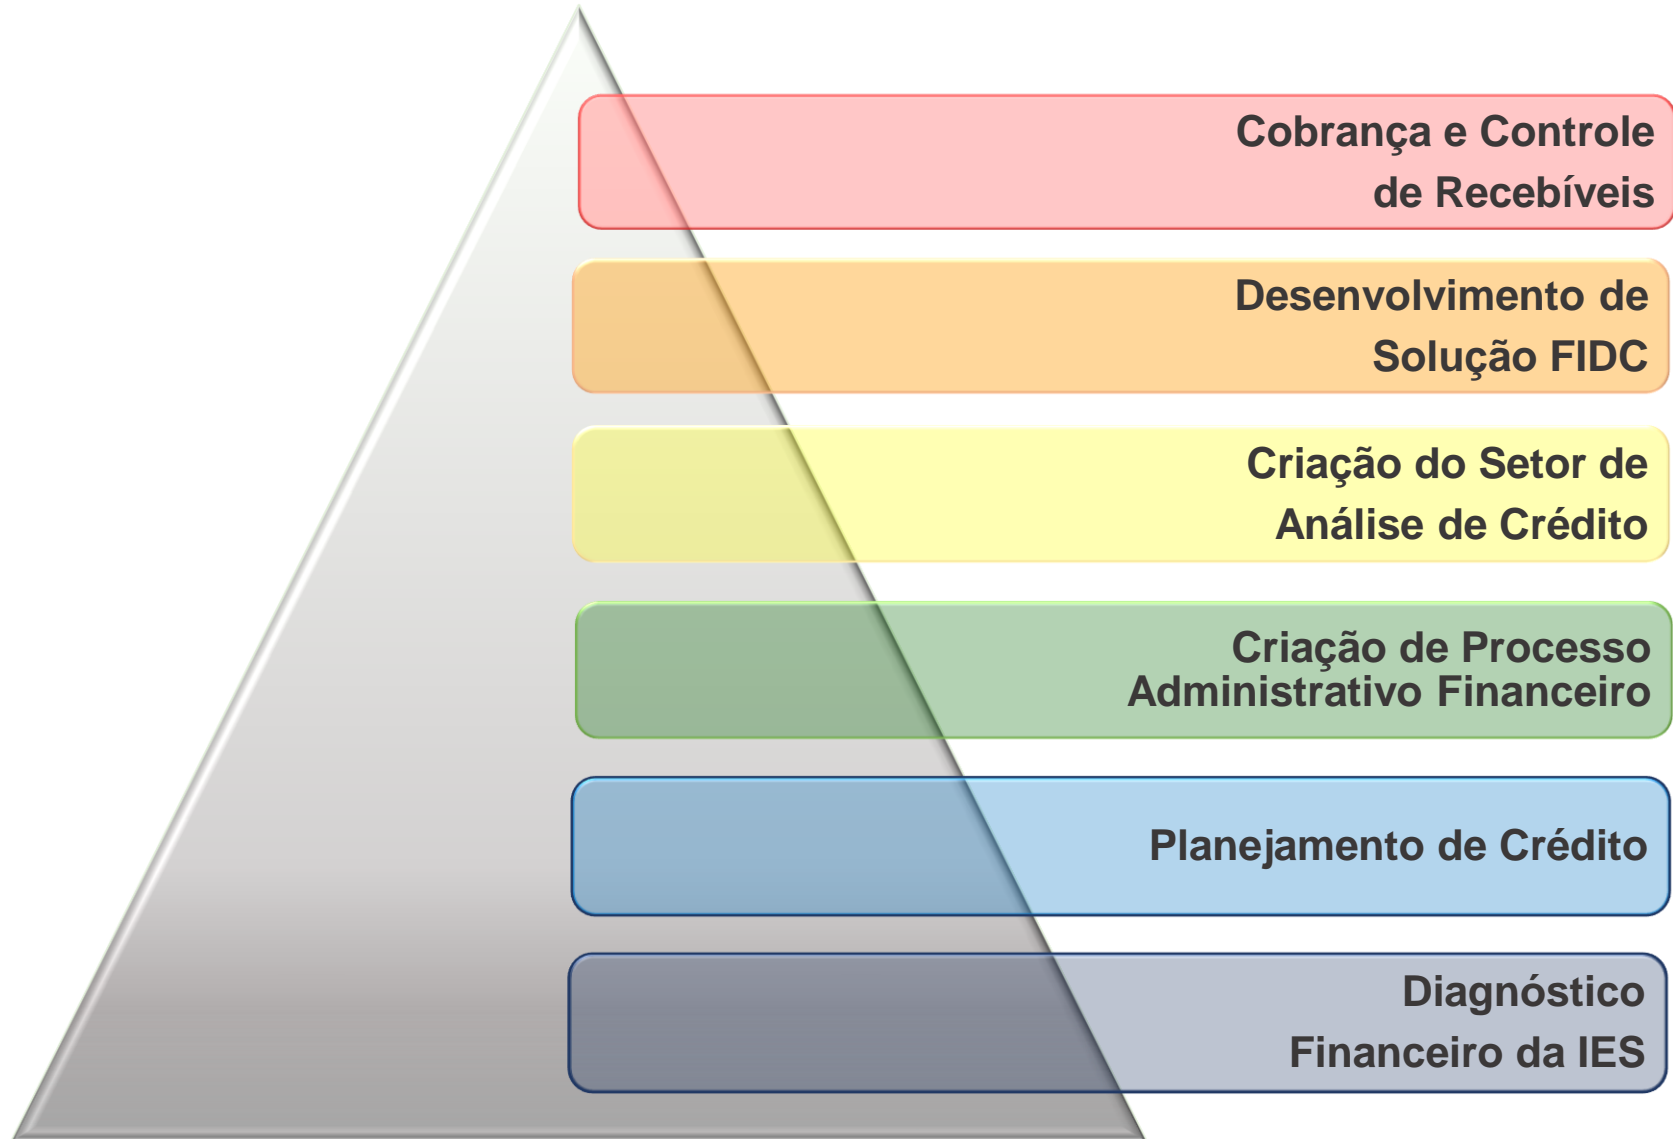 Cobrança e Controle
de Recebíveis
Desenvolvimento de
Solução FIDC
Criação do Setor de
Análise de Crédito
Criação de Processo
Administrativo Financeiro
Planejamento de Crédito
Diagnóstico
Financeiro da IES